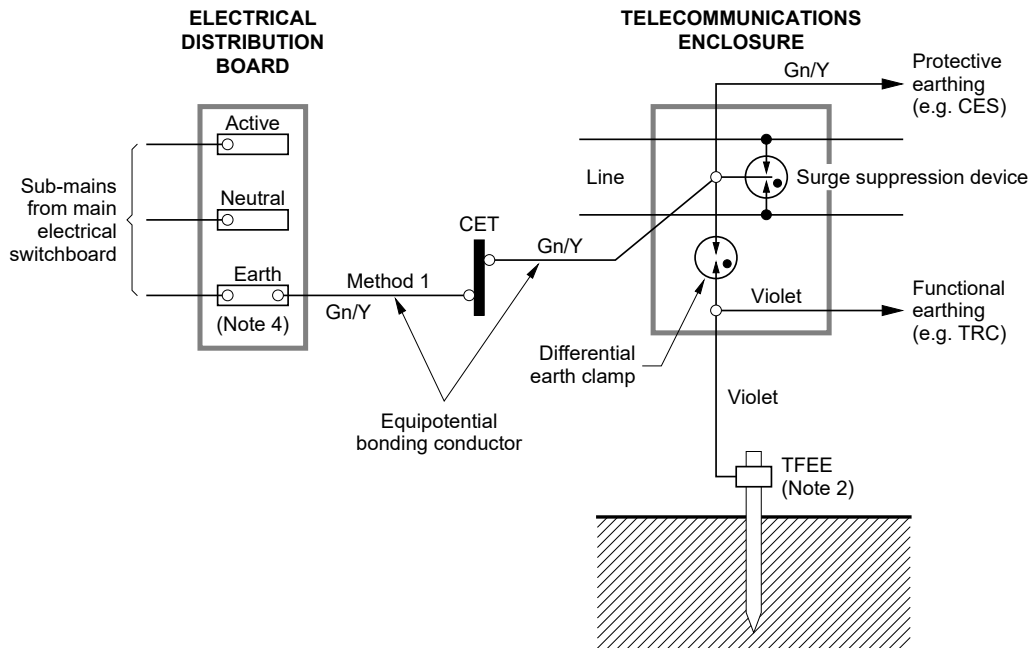 ELECTRICAL
DISTRIBUTION
BOARD
TELECOMMUNICATIONS
ENCLOSURE
Gn/Y
Protective
earthing
(e.g. CES)
Active
Sub-mains
from main
electrical
switchboard
Neutral
Line
Surge suppression device
CET
Gn/Y
Earth
Method 1
Gn/Y
(Note 4)
Violet
Functional
earthing
(e.g. TRC)
Differential
earth clamp
Equipotential
bonding conductor
Violet
TFEE
(Note 2)